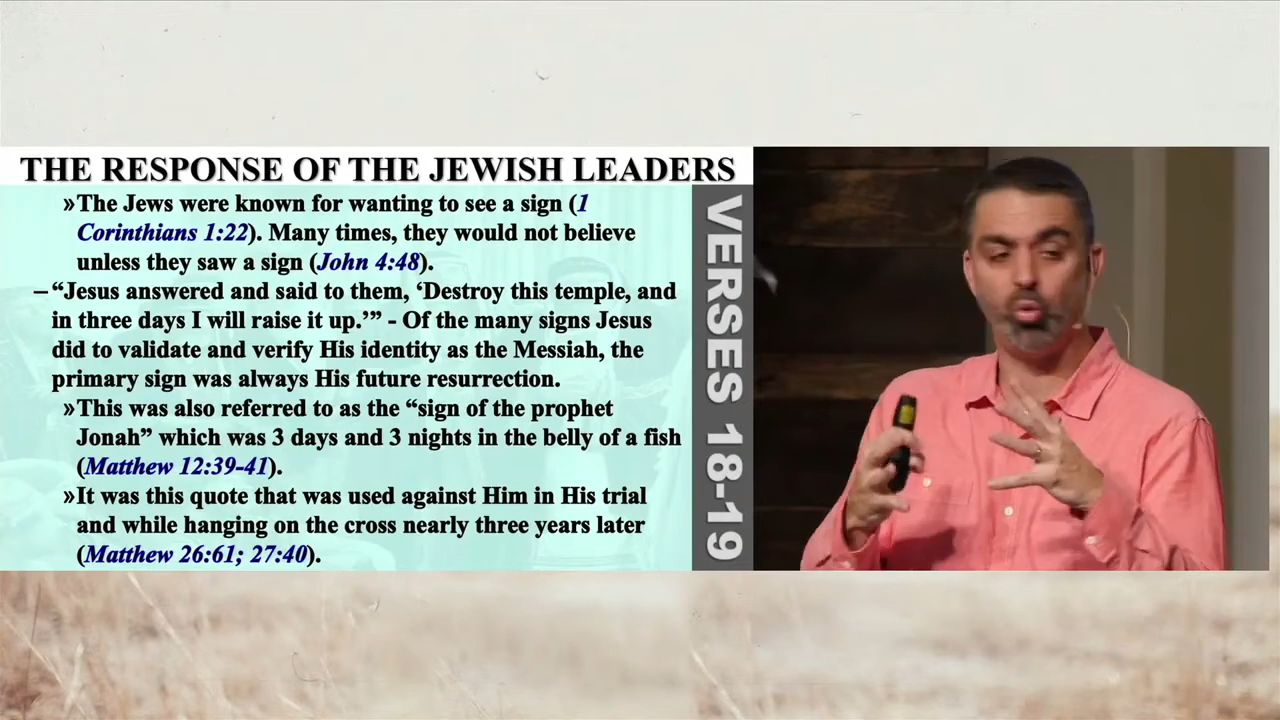 THE RESPONSE OF THE JEWISH LEADERS
»The Jews were known for wanting to see a sign (1
Corinthians 1:22). Many times, they would not believe
unless they saw a sign (John 4:48).
– “Jesus answered and said to them, ‘Destroy this temple, and
in three days I will raise it up.’” - Of the many signs Jesus
did to validate and verify His identity as the Messiah, the
primary sign was always His future resurrection.
»This was also referred to as the “sign of the prophet
Jonah” which was 3 days and 3 nights in the belly of a fish
(Matthew 12:39-41).
»It was this quote that was used against Him in His trial
and while hanging on the cross nearly three years later
(Matthew 26:61; 27:40).
VERSES 18-19